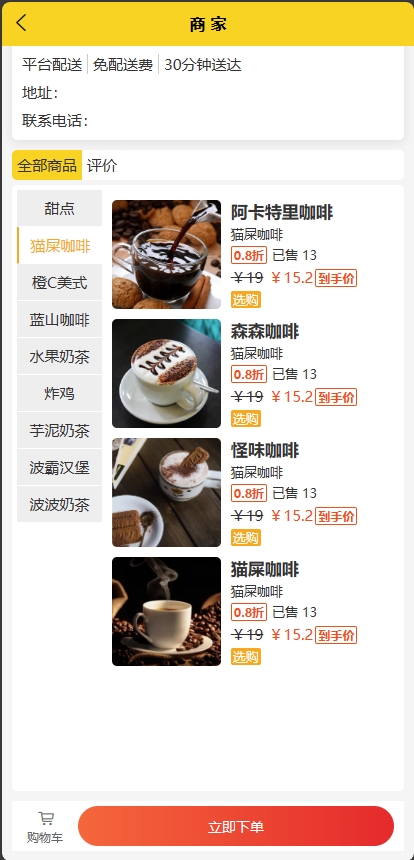 商 家
平台配送 免配送费 30分钟送达
地址：
联系电话：
全部商品 评价
甜点
猫屎咖啡
橙C美式
蓝山咖啡
水果奶茶
炸鸡
芋泥奶茶
波霸汉堡
波波奶茶
阿卡特里咖啡
猫屎咖啡
0.8折 已售 13
￥19 ￥15.2 到手价
选购
森森咖啡
猫屎咖啡
0.8折 已售 13
￥19 ￥15.2 到手价
选购
怪味咖啡
猫屎咖啡
0.8折 已售 13
￥19 ￥15.2 到手价
选购
猫屎咖啡
猫屎咖啡
0.8折 已售 13
￥19 ￥15.2 到手价
选购
购物车
立即下单